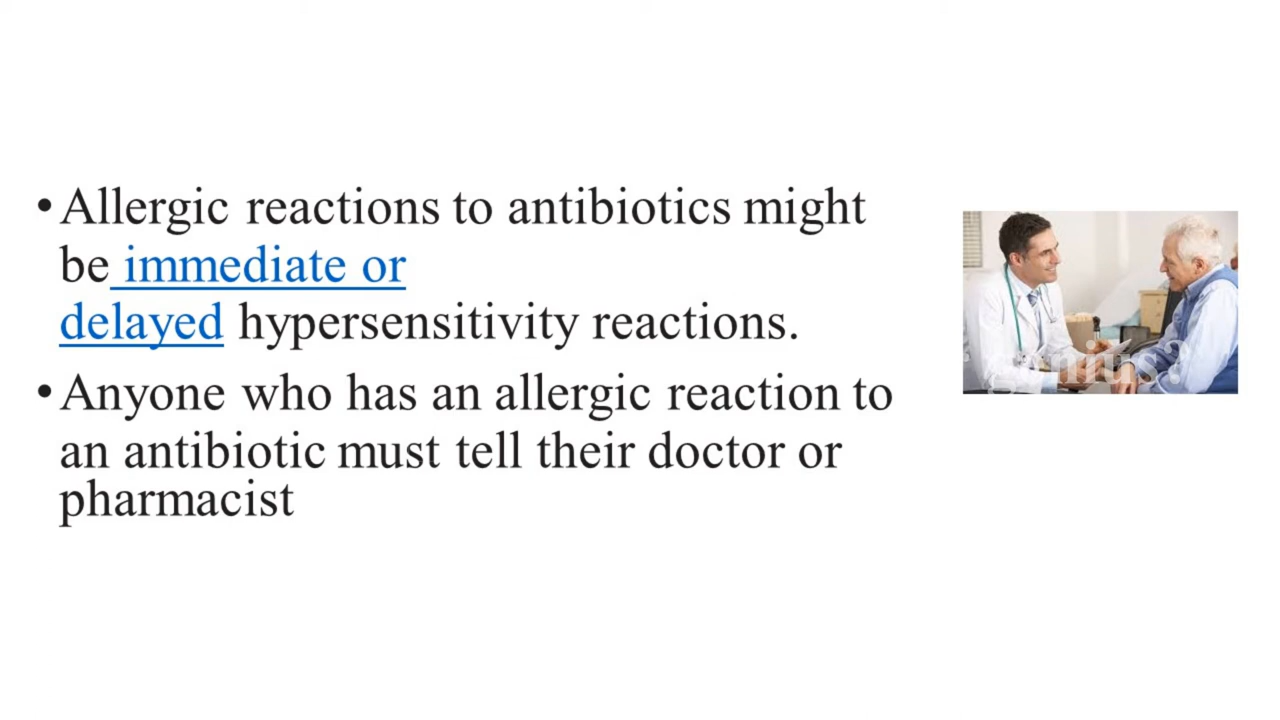 • Allergic reactions to antibiotics might
be immediate or
delayed hypersensitivity reactions.
• Anyone who has an allergic reaction to
an antibiotic must tell their doctor or
pharmacist
genius?